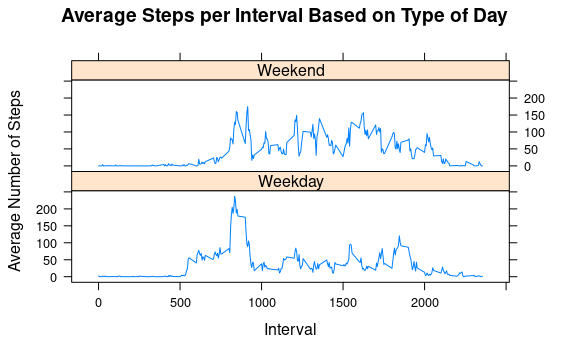 Average Steps per Interval Based on Type of Day
Weekend
200
150
100
50
0
Weekday
200
150
100
50
0
0 500 1000 1500 2000
Interval
Average Number of Steps